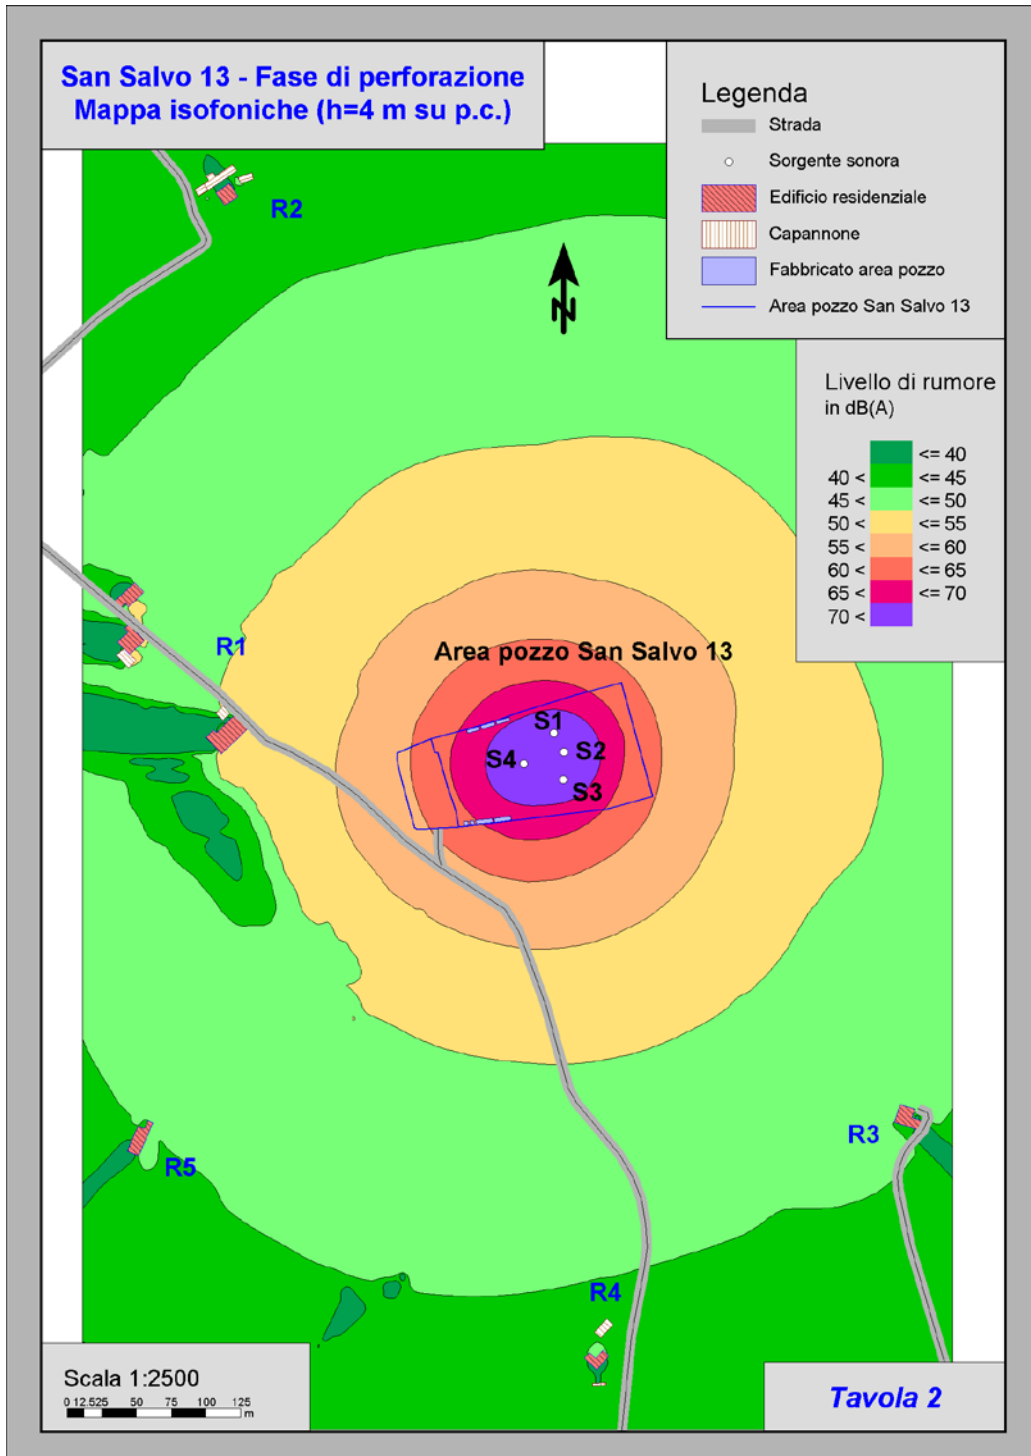 San Salvo 13 - Fase di perforazione
Mappa isofoniche (h=4 m su p.c.)
Legenda
Strada
Sorgente sonora
Edificio residenziale
Capannone
Fabbricato area pozzo
Area pozzo San Salvo 13
R2
N
Livello di rumore
in dB(A)
<= 40
40 < <= 45
45 < <= 50
50 < <= 55
55 < <= 60
60 < <= 65
65 < <= 70
70 <
R1
Area pozzo San Salvo 13
S1
S2
S4
S3
R3
R5
R4
Scala 1:2500
0 12.525 50 75 100 125
m
Tavola 2